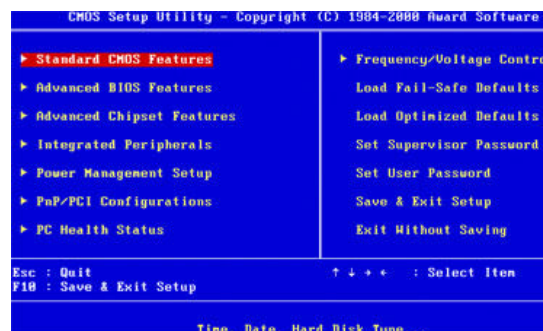 CMOS Setup Utility - Copyright (C) 1984-2000 Award Software
▶ Standard CMOS Features
▶ Advanced BIOS Features
▶ Advanced Chipset Features
▶ Integrated Peripherals
▶ Power Management Setup
▶ PnP/PCI Configurations
▶ PC Health Status
▶ Frequency/Voltage Contro
Load Fail-Safe Defaults
Load Optimized Defaults
Set Supervisor Password
Set User Password
Save & Exit Setup
Exit Without Saving
Esc : Quit
F10 : Save & Exit Setup
↑ ↓ → ← : Select Item
Time, Date, Hard Disk Type...